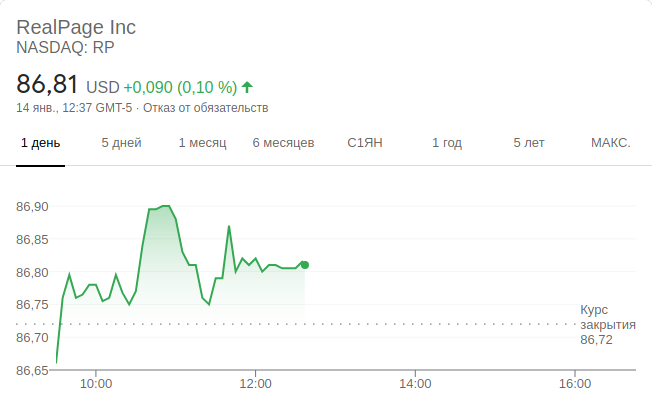 RealPage Inc
NASDAQ: RP
86,81 USD +0,090 (0,10 %)
14 янв., 12:37 GMT-5 · Отказ от обязательств
1 день 5 дней 1 месяц 6 месяцев С1ЯН 1 год 5 лет МАКС.
86,90
86,85
86,80
86,75
86,70
86,65
Курс
закрытия
86,72
10:00 12:00 14:00 16:00